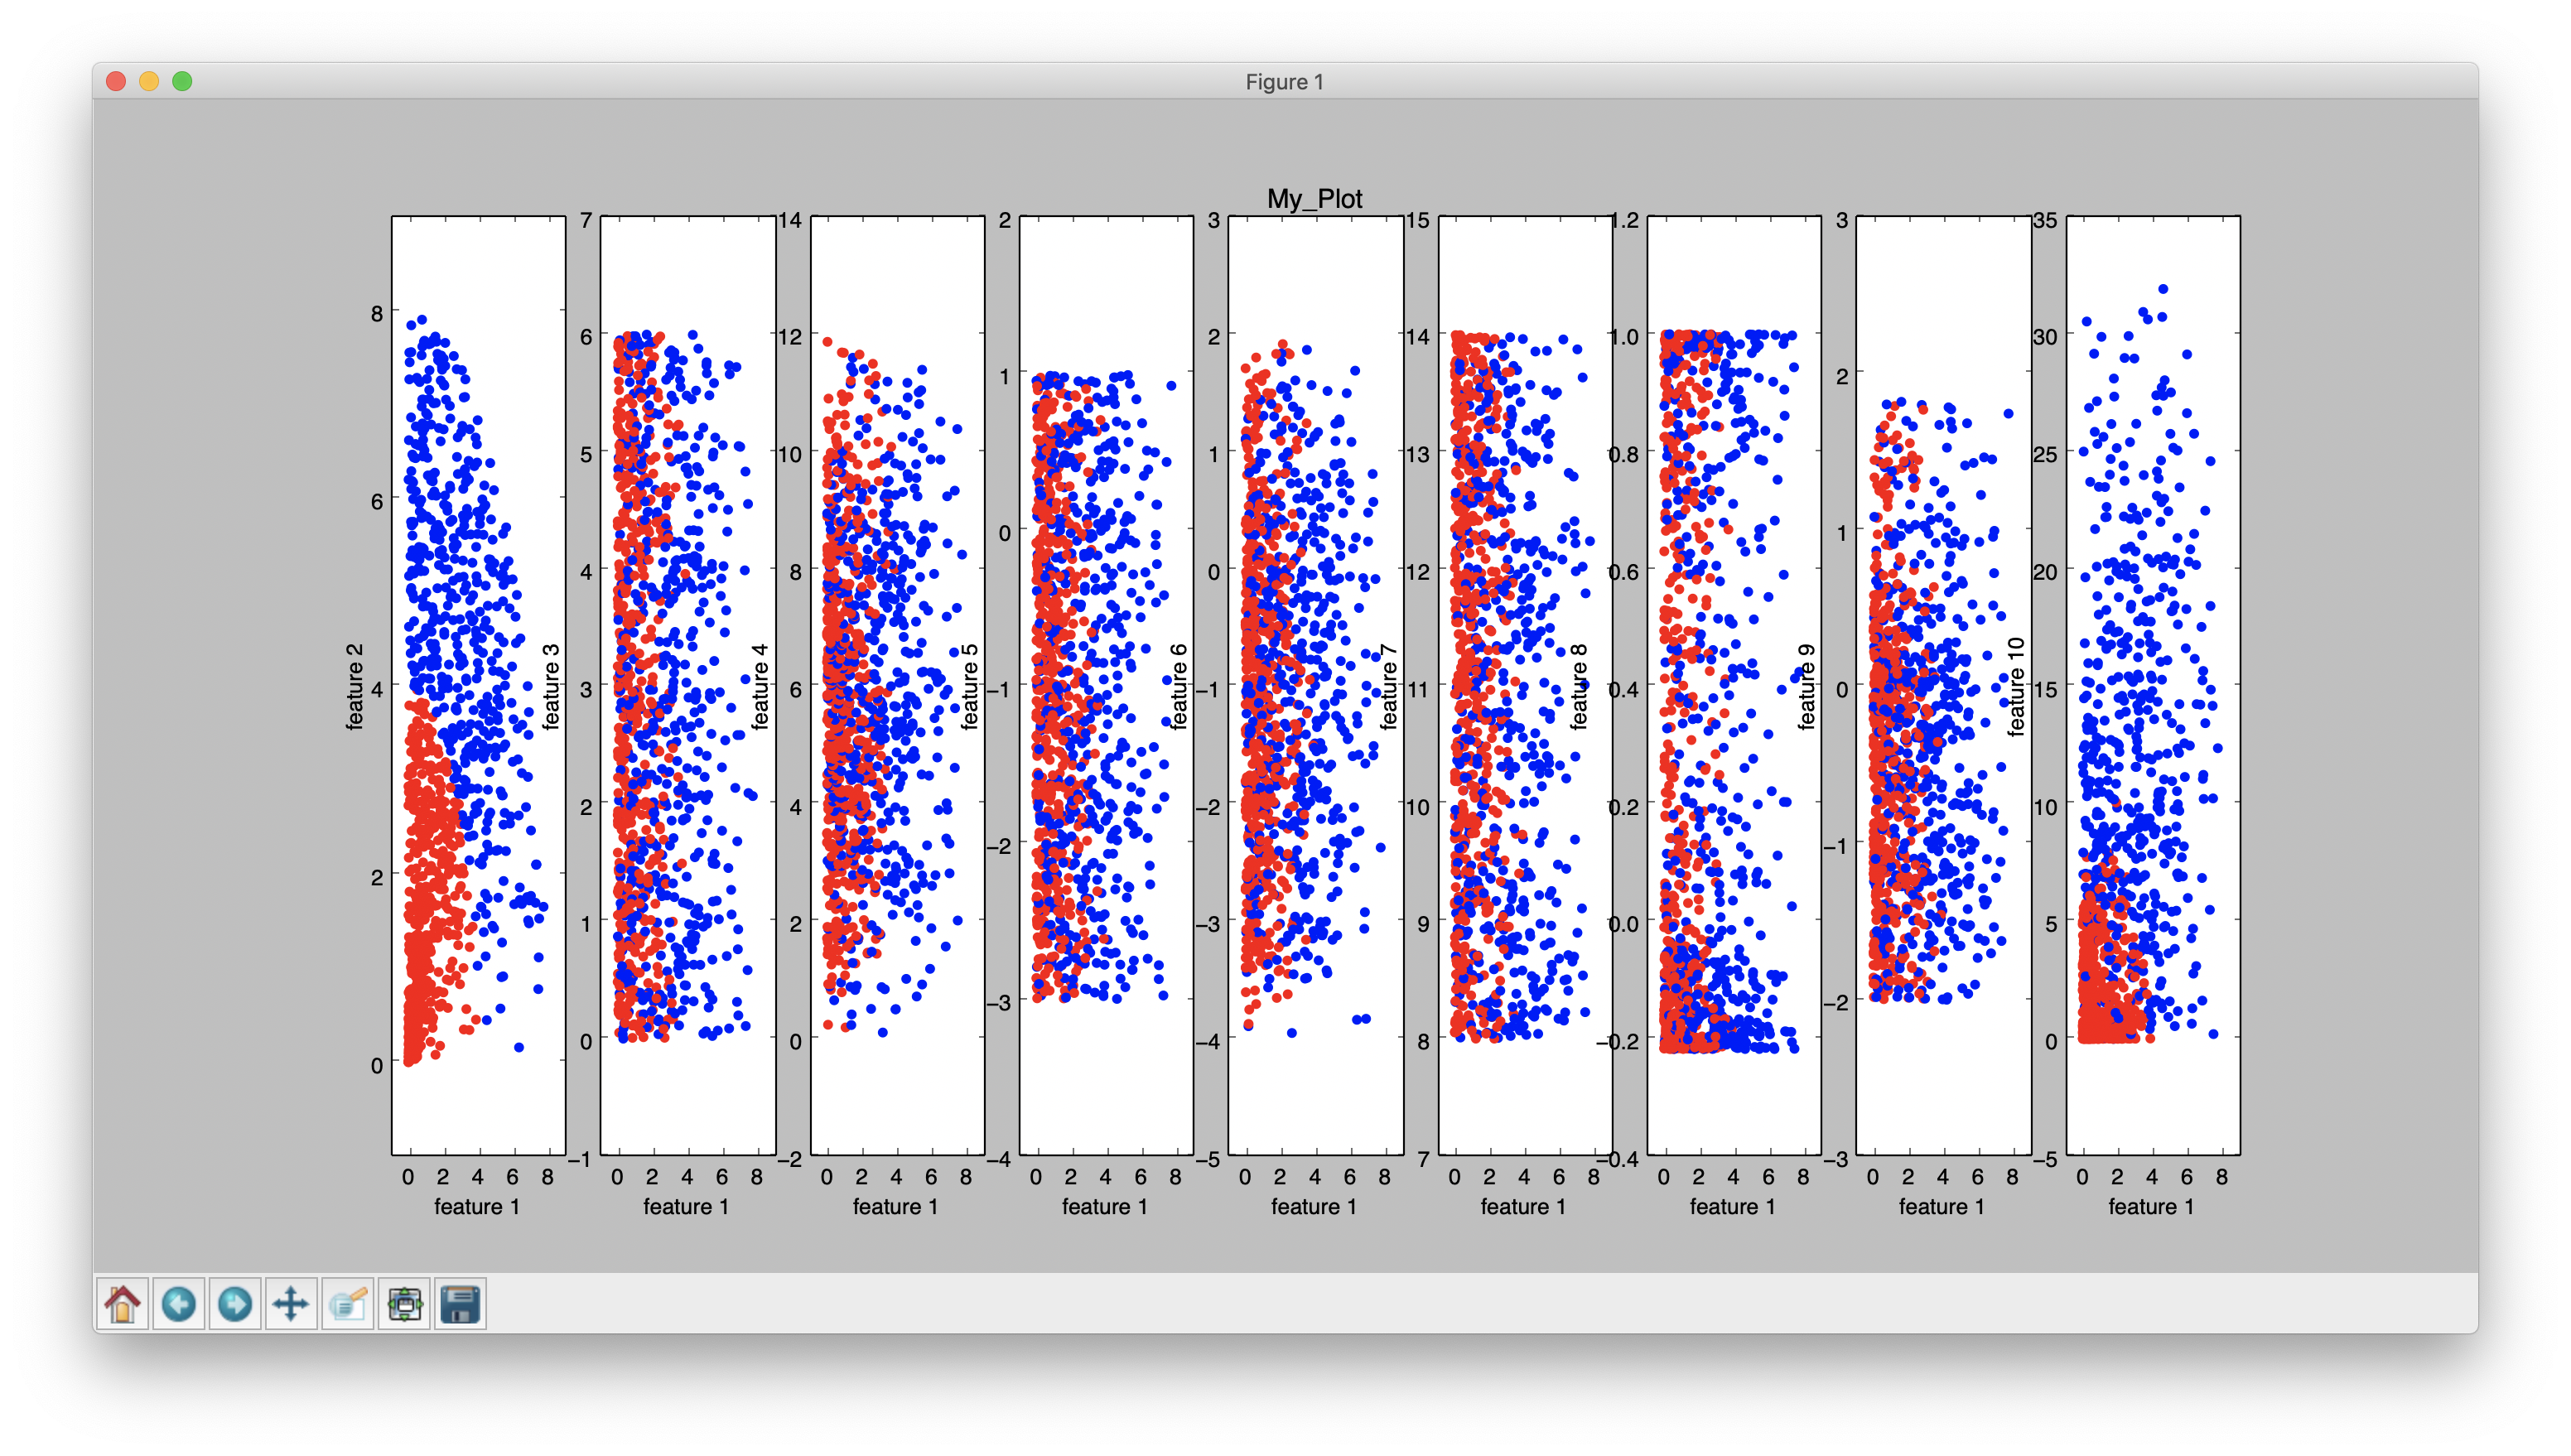 Figure 1
My_Plot
8
6
4
2
0
feature 2
0 2 4 6 8
feature 1
7
6
5
4
3
2
1
0
−1
feature 3
0 2 4 6 8
feature 1
14
12
10
8
6
4
2
0
−2
feature 4
0 2 4 6 8
feature 1
2
1
0
−1
−2
−3
−4
feature 5
0 2 4 6 8
feature 1
3
2
1
0
−1
−2
−3
−4
−5
feature 6
0 2 4 6 8
feature 1
15
14
13
12
11
10
9
8
7
feature 7
0 2 4 6 8
feature 1
1.2
1.0
0.8
0.6
0.4
0.2
0.0
−0.2
−0.4
feature 8
0 2 4 6 8
feature 1
3
2
1
0
−1
−2
−3
feature 9
0 2 4 6 8
feature 1
35
30
25
20
15
10
5
0
−5
feature 10
0 2 4 6 8
feature 1